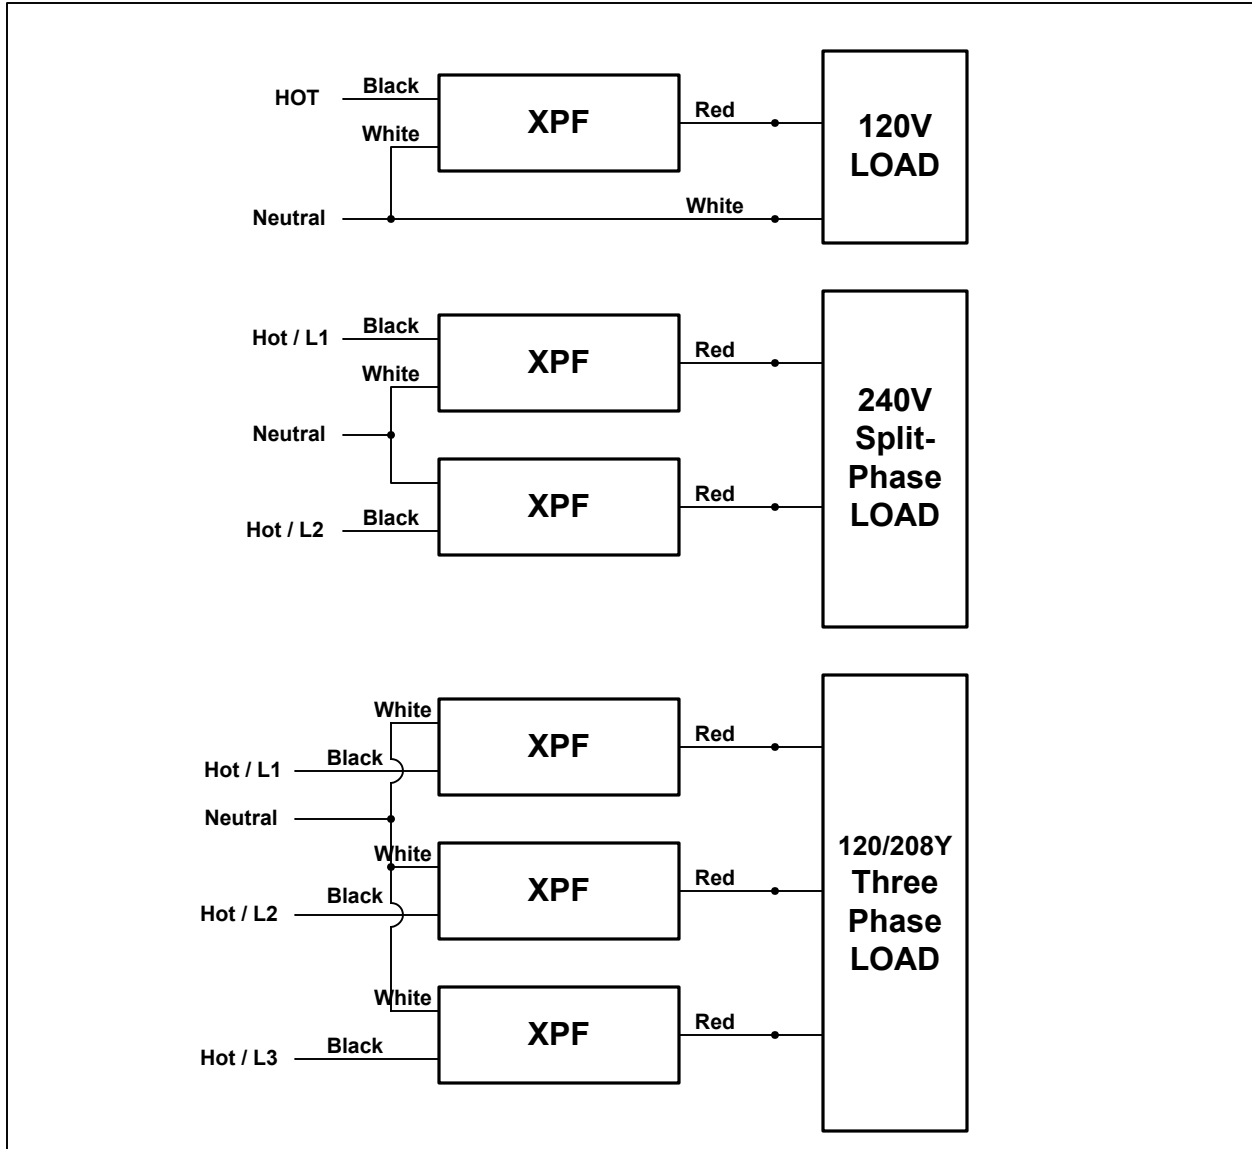 Black
HOT
XPF
Red
120V
LOAD
White
White
Neutral
Black
Hot / L1
XPF
Red
White
240V
Split-
Phase
LOAD
Neutral
XPF
Red
Black
Hot / L2
White
XPF
Red
Black
Hot / L1
Neutral
White
XPF
Red
Black
Hot / L2
120/208Y
Three
Phase
LOAD
White
XPF
Red
Black
Hot / L3